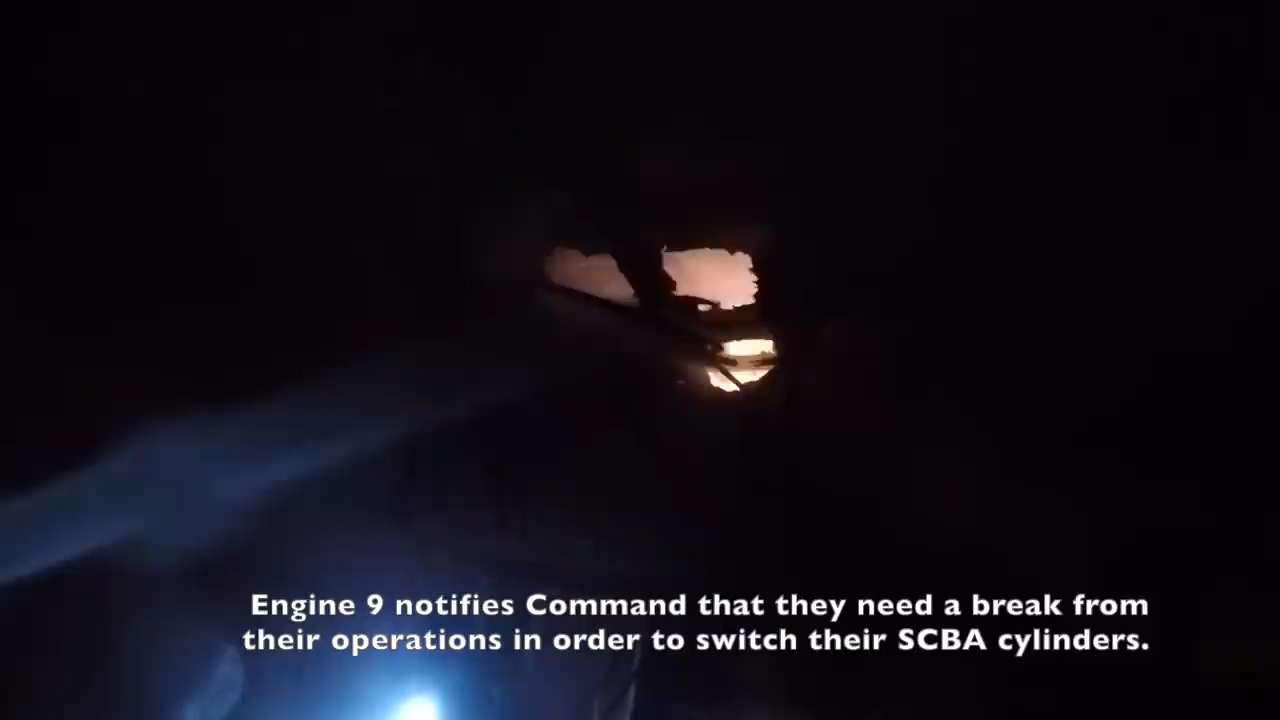 Engine 9 notifies Command that they need a break from
their operations in order to switch their SCBA cylinders.